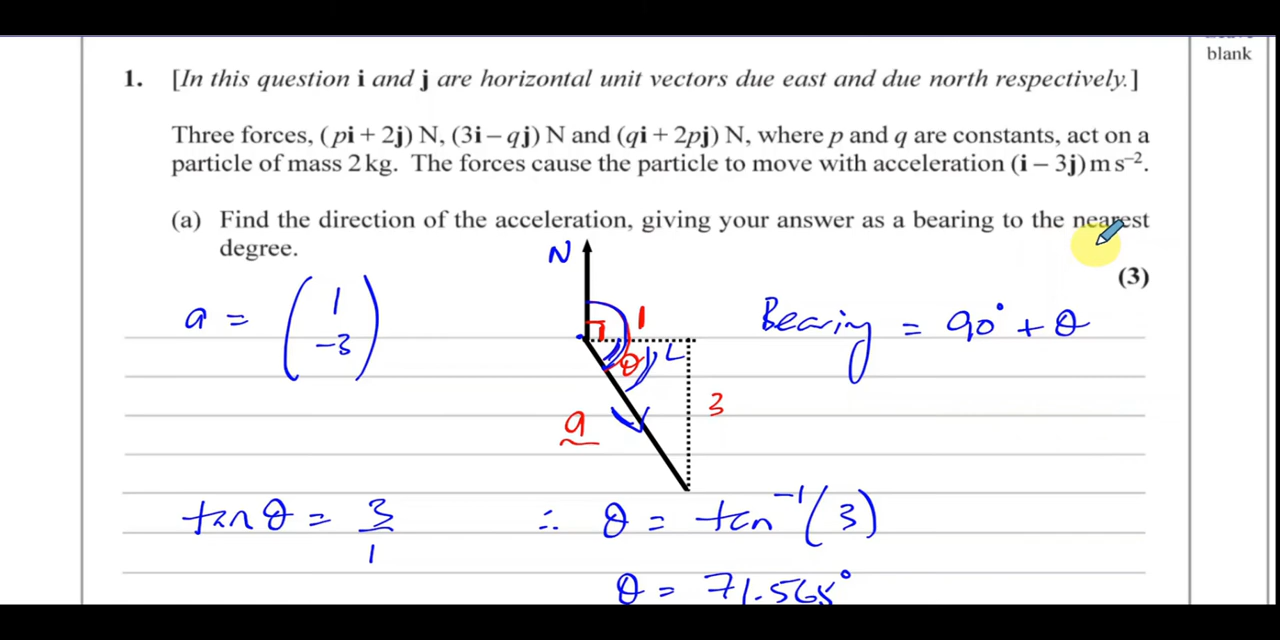 blank
1. [In this question i and j are horizontal unit vectors due east and due north respectively.]
Three forces, (pi + 2j) N, (3i – qj) N and (qi + 2pj) N, where p and q are constants, act on a
particle of mass 2 kg. The forces cause the particle to move with acceleration (i – 3j) m s⁻².
(a) Find the direction of the acceleration, giving your answer as a bearing to the nearest
degree.
(3)
N
a = (1 -3)
1
θ
3
a
Bearing = 90° + θ
tan θ = 3/1 ∴ θ = tan⁻¹(3)
θ = 71.565°